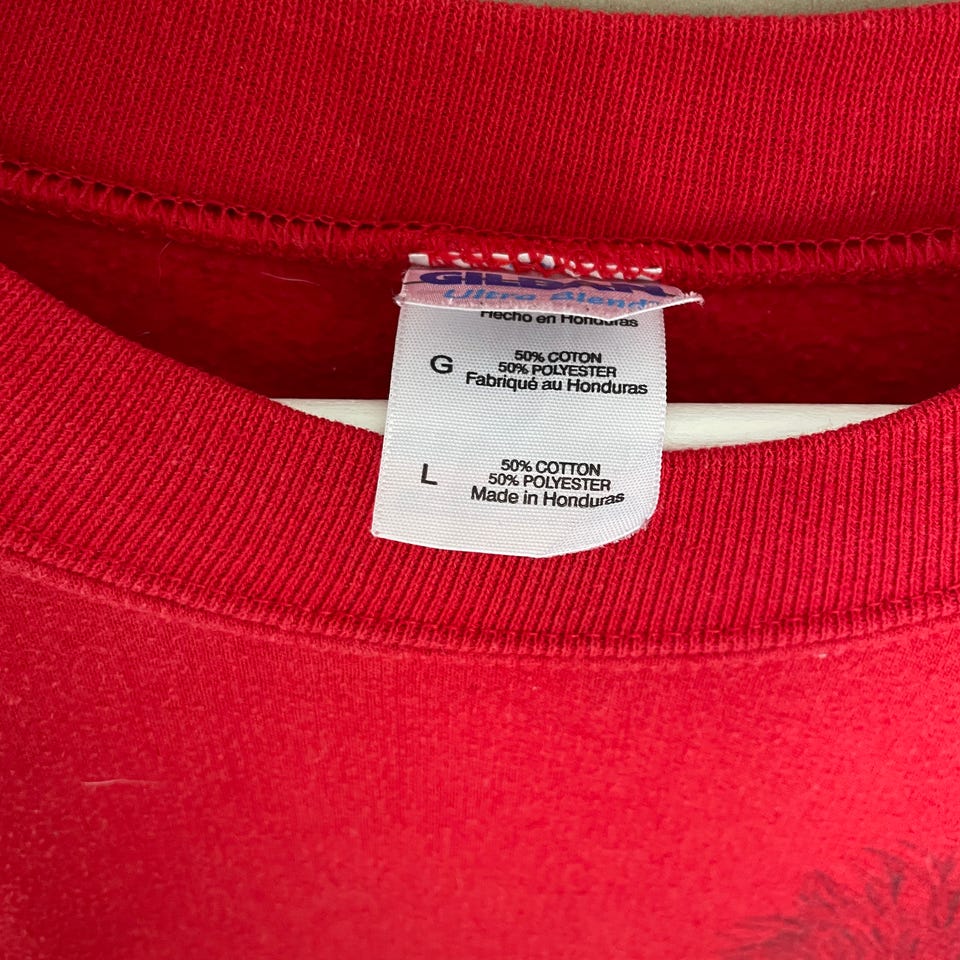 GILDAN
Ultra Blend
Hecho en Honduras
G
50% COTON
50% POLYESTER
Fabriqué au Honduras
L
50% COTTON
50% POLYESTER
Made in Honduras